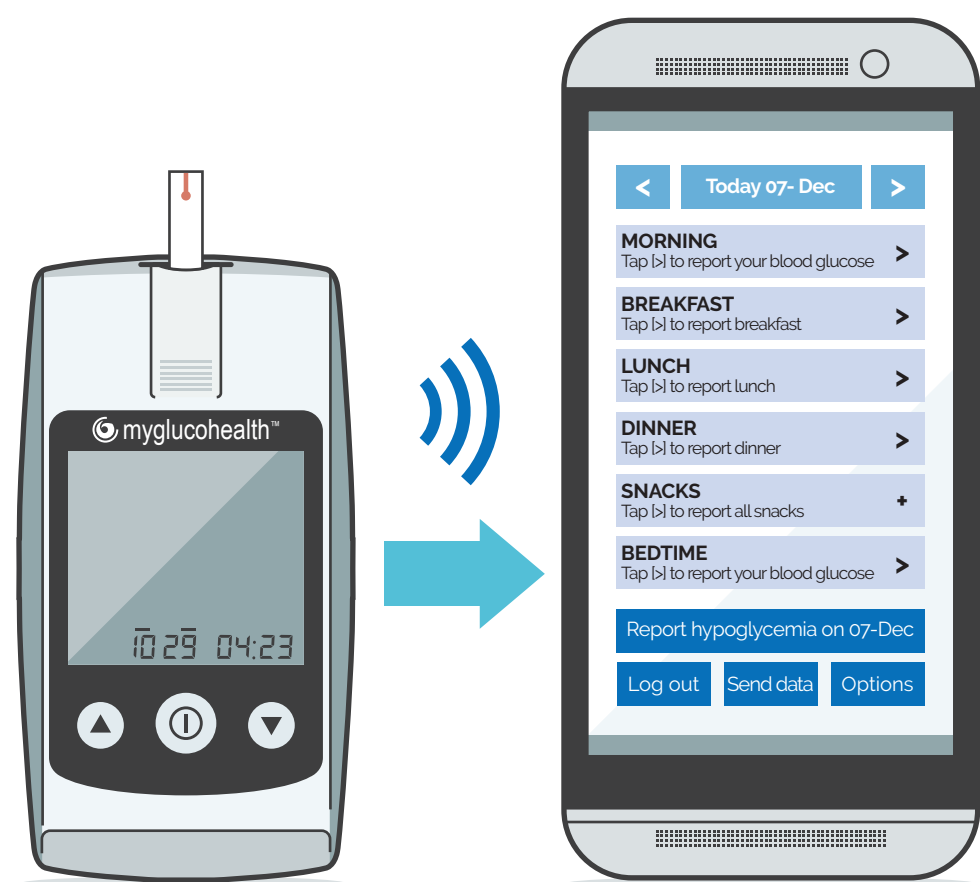 myglucohealth™
10 29 04:23
< Today 07- Dec >
MORNING
Tap [>] to report your blood glucose >
BREAKFAST
Tap [>] to report breakfast >
LUNCH
Tap [>] to report lunch >
DINNER
Tap [>] to report dinner >
SNACKS
Tap [>] to report all snacks +
BEDTIME
Tap [>] to report your blood glucose >
Report hypoglycemia on 07-Dec
Log out Send data Options